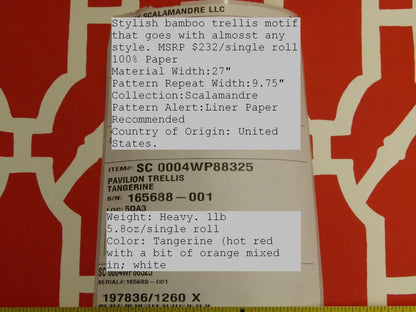 SCALAMANDRE LLC
Stylish bamboo trellis motif
that goes with almosst any
style. MSRP $232/single roll
100% Paper
Material Width:27"
Pattern Repeat Width:9.75"
Collection:Scalamandre
Pattern Alert:Liner Paper
Recommended
Country of Origin: United
States.
ITEM#: SC 0004WP88325
PAVILION TRELLIS
TANGERINE
B/N: 165688-001
LOC: 50A3
Weight: Heavy. 1lb
5.8oz/single roll
Color: Tangerine (hot red
with a bit of orange mixed
in; white
SC 0004WP88325
SERIAL#:165688-001
197836/1260 X